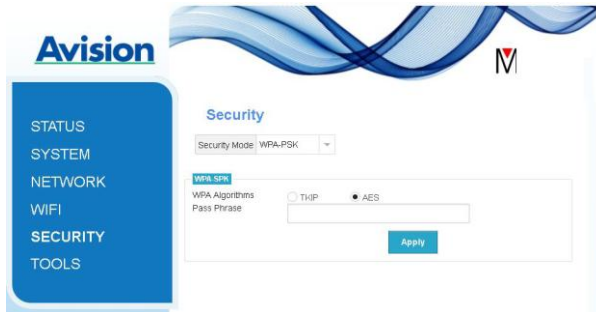 Avision
M
STATUS
SYSTEM
NETWORK
WIFI
SECURITY
TOOLS
Security
Security Mode WPA-PSK
WPA SPK
WPA Algorithms TKIP AES
Pass Phrase
Apply